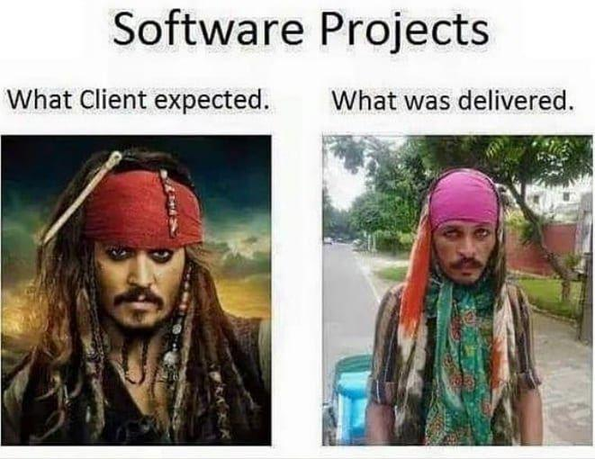 Software Projects
What Client expected.
What was delivered.